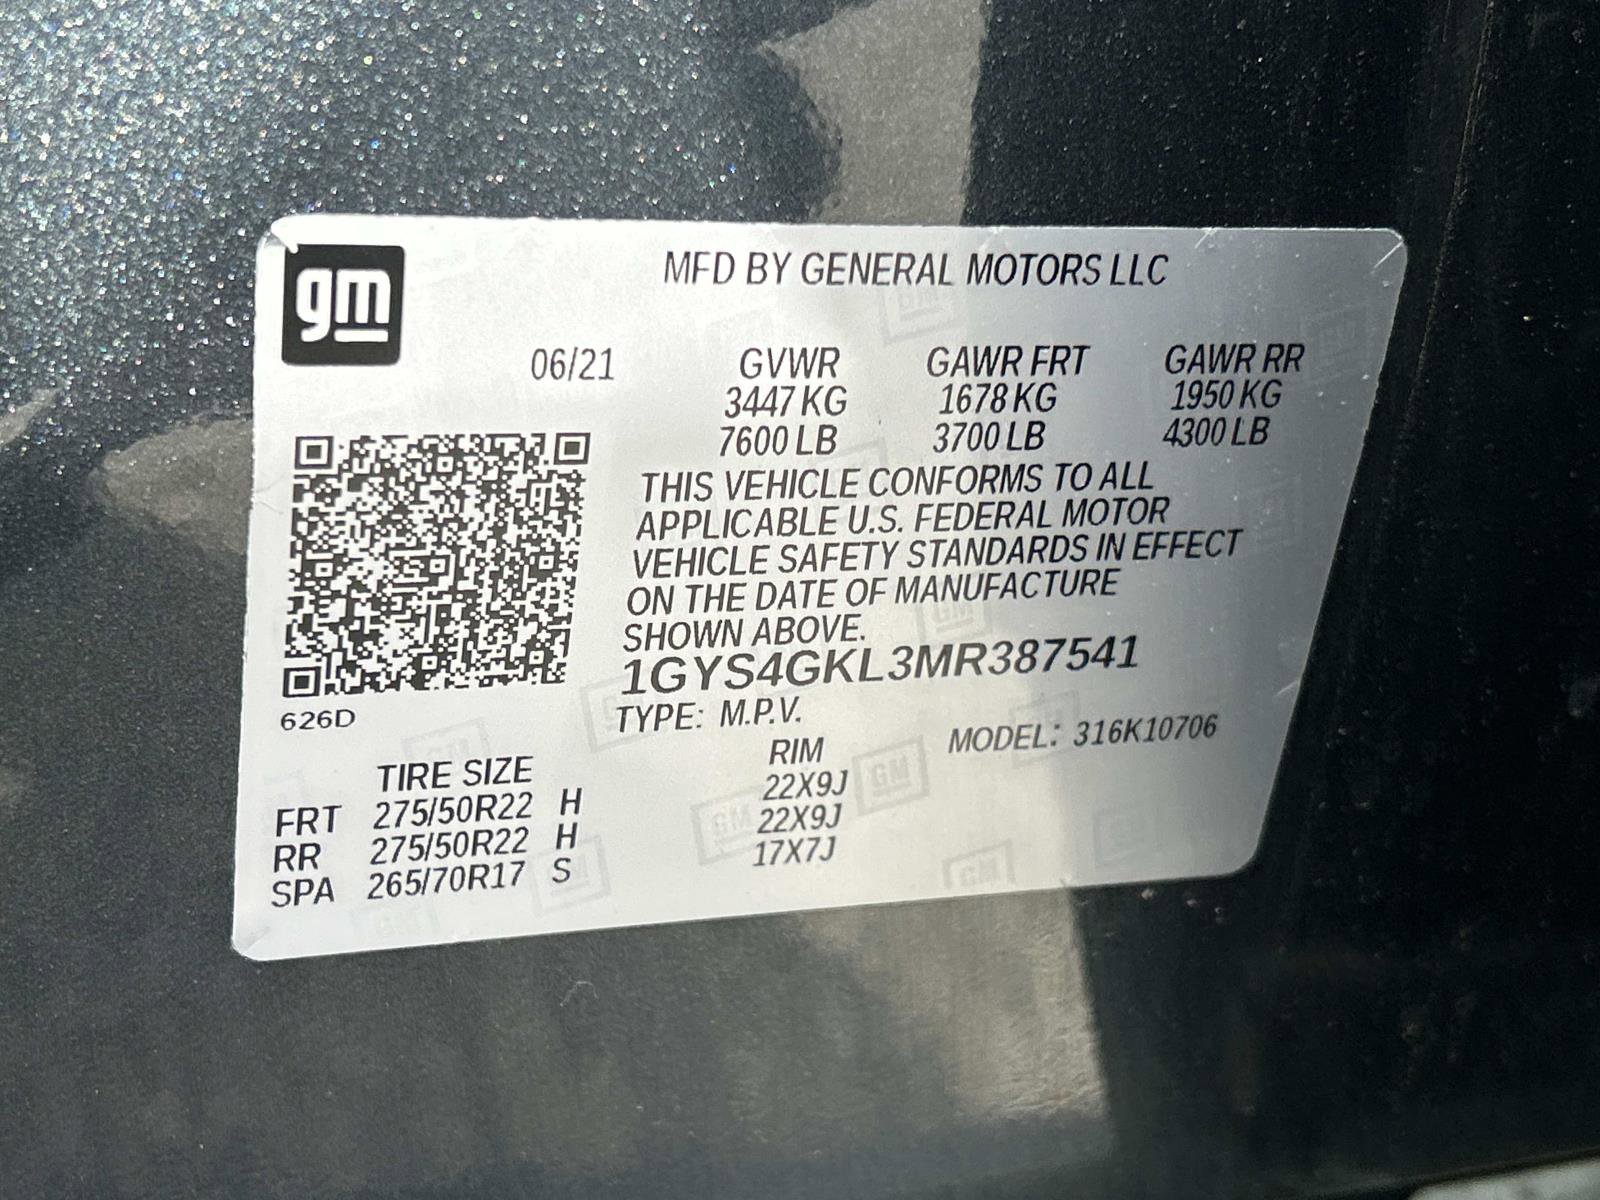 gm
MFD BY GENERAL MOTORS LLC
06/21 GVWR GAWR FRT GAWR RR
3447 KG 1678 KG 1950 KG
7600 LB 3700 LB 4300 LB
THIS VEHICLE CONFORMS TO ALL
APPLICABLE U.S. FEDERAL MOTOR
VEHICLE SAFETY STANDARDS IN EFFECT
ON THE DATE OF MANUFACTURE
SHOWN ABOVE.
1GYS4GKL3MR387541
626D
TYPE: M.P.V.
MODEL: 316K10706
TIRE SIZE RIM
FRT 275/50R22 H 22X9J
RR 275/50R22 H 22X9J
SPA 265/70R17 S 17X7J